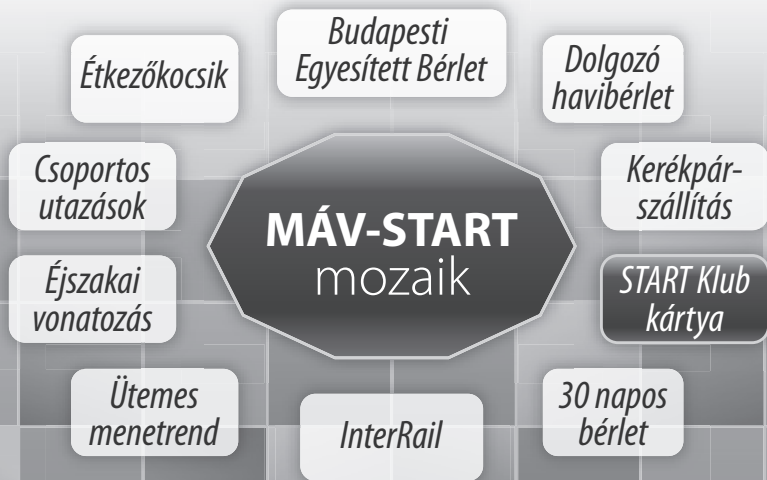 Budapesti
Egyesített Bérlet
Étkezőkocsik
Dolgozó
havibérlet
Csoportos
utazások
Kerékpár-
szállítás
MÁV-START
mozaik
Éjszakai
vonatozás
START Klub
kártya
Ütemes
menetrend
InterRail
30 napos
bérlet